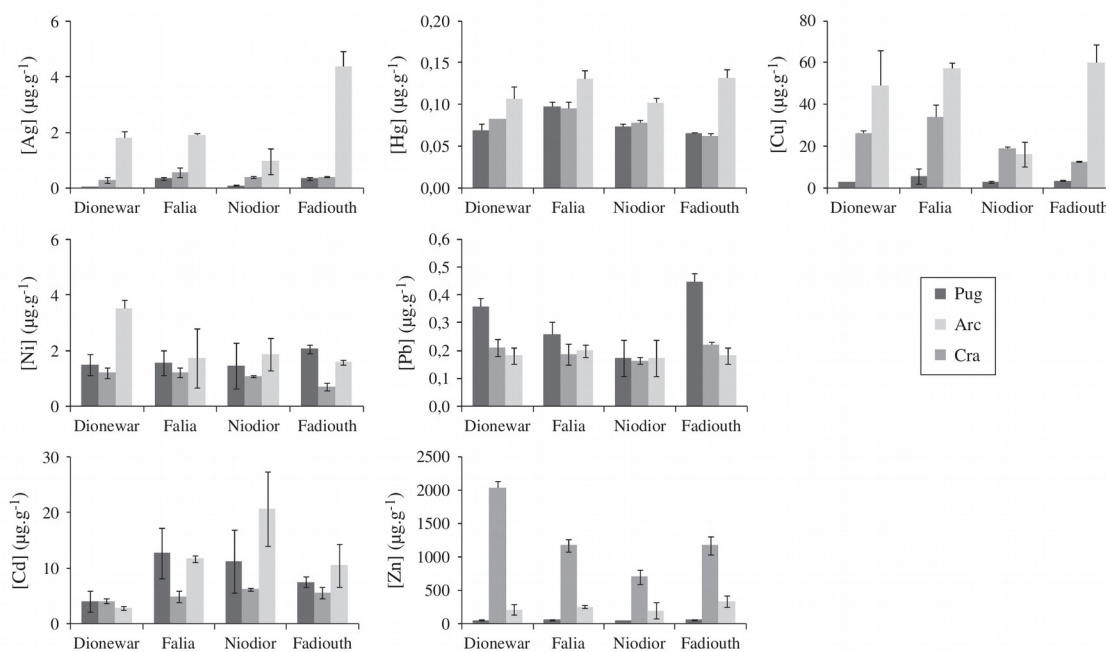 [Ag] (µg.g⁻¹)
6
4
2
0
Dionewar Falia Niodior Fadiouth
[Hg] (µg.g⁻¹)
0,20
0,15
0,10
0,05
0,00
Dionewar Falia Niodior Fadiouth
[Cu] (µg.g⁻¹)
80
60
40
20
0
Dionewar Falia Niodior Fadiouth
[Ni] (µg.g⁻¹)
6
4
2
0
Dionewar Falia Niodior Fadiouth
[Pb] (µg.g⁻¹)
0,6
0,5
0,4
0,3
0,2
0,1
0,0
Dionewar Falia Niodior Fadiouth
Pug
Arc
Cra
[Cd] (µg.g⁻¹)
30
20
10
0
Dionewar Falia Niodior Fadiouth
[Zn] (µg.g⁻¹)
2500
2000
1500
1000
500
0
Dionewar Falia Niodior Fadiouth